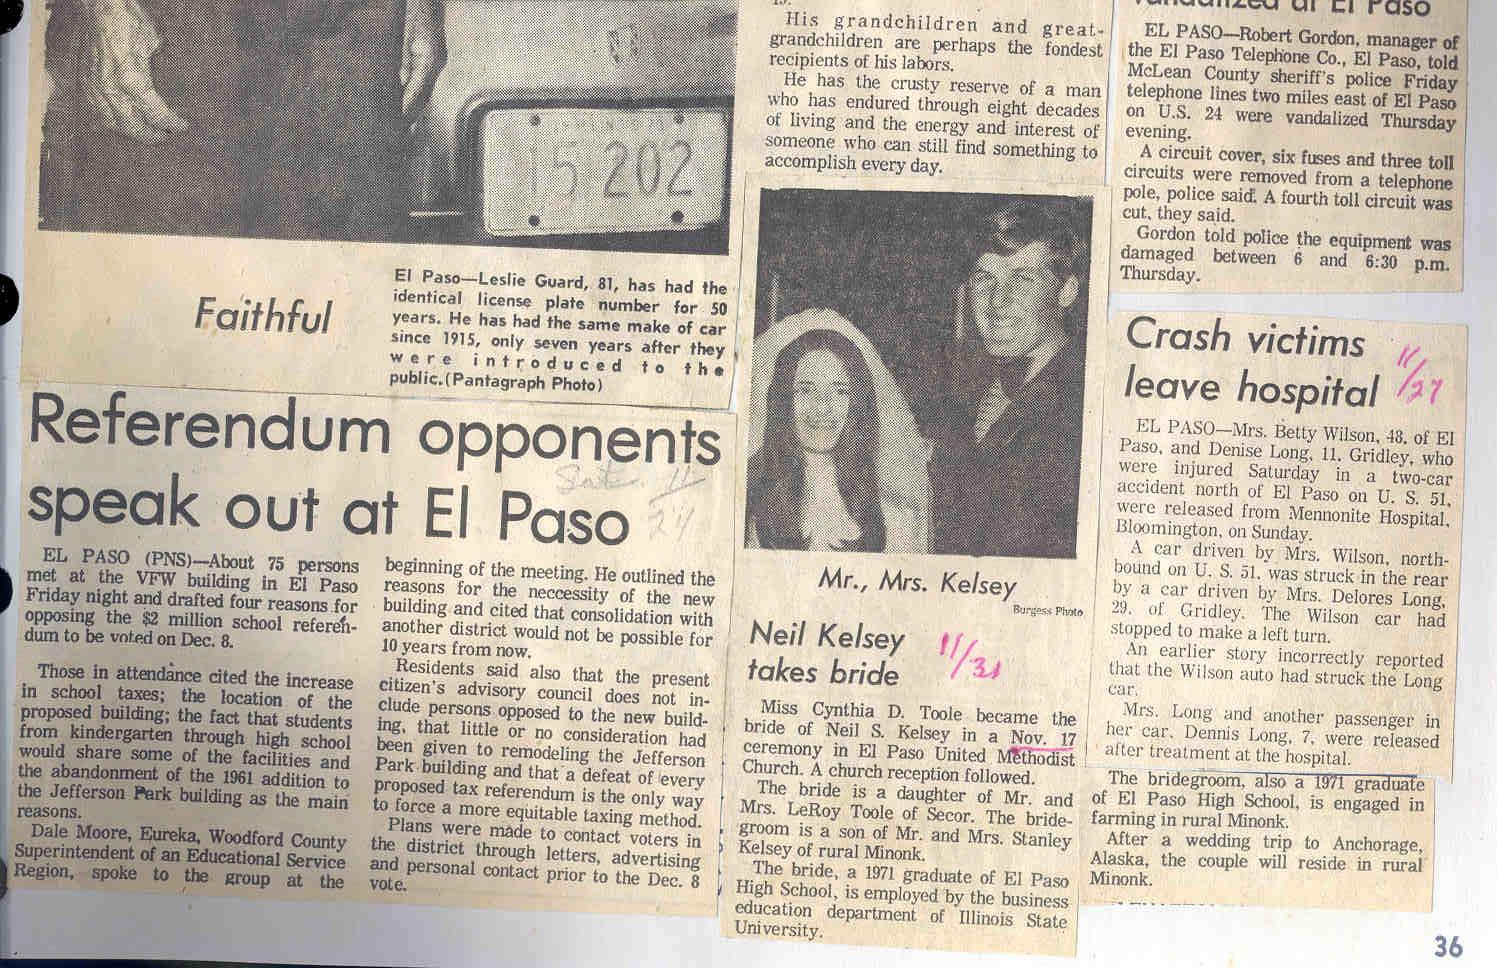 15 202
Faithful
El Paso—Leslie Guard, 81, has had the
identical license plate number for 50
years. He has had the same make of car
since 1915, only seven years after they
were introduced to the
public.(Pantagraph Photo)
Referendum opponents
speak out at El Paso
Sat. 11
24
EL PASO (PNS)—About 75 persons
met at the VFW building in El Paso
Friday night and drafted four reasons for
opposing the $2 million school referen-
dum to be voted on Dec. 8.
Those in attendance cited the increase
in school taxes; the location of the
proposed building; the fact that students
from kindergarten through high school
would share some of the facilities and
the abandonment of the 1961 addition to
the Jefferson Park building as the main
reasons.
Dale Moore, Eureka, Woodford County
Superintendent of an Educational Service
Region, spoke to the group at the
beginning of the meeting. He outlined the
reasons for the neccessity of the new
building and cited that consolidation with
another district would not be possible for
10 years from now.
Residents said also that the present
citizen's advisory council does not in-
clude persons opposed to the new build-
ing, that little or no consideration had
been given to remodeling the Jefferson
Park building and that a defeat of every
proposed tax referendum is the only way
to force a more equitable taxing method.
Plans were made to contact voters in
the district through letters, advertising
and personal contact prior to the Dec. 8
vote.
His grandchildren and great-
grandchildren are perhaps the fondest
recipients of his labors.
He has the crusty reserve of a man
who has endured through eight decades
of living and the energy and interest of
someone who can still find something to
accomplish every day.
Mr., Mrs. Kelsey
Burgess Photo
Neil Kelsey
takes bride
11/31
Miss Cynthia D. Toole became the
bride of Neil S. Kelsey in a Nov. 17
ceremony in El Paso United Methodist
Church. A church reception followed.
The bride is a daughter of Mr. and
Mrs. LeRoy Toole of Secor. The bride-
groom is a son of Mr. and Mrs. Stanley
Kelsey of rural Minonk.
The bride, a 1971 graduate of El Paso
High School, is employed by the business
education department of Illinois State
University.
The bridegroom, also a 1971 graduate
of El Paso High School, is engaged in
farming in rural Minonk.
After a wedding trip to Anchorage,
Alaska, the couple will reside in rural
Minonk.
vandalized at El Paso
EL PASO—Robert Gordon, manager of
the El Paso Telephone Co., El Paso, told
McLean County sheriff's police Friday
telephone lines two miles east of El Paso
on U.S. 24 were vandalized Thursday
evening.
A circuit cover, six fuses and three toll
circuits were removed from a telephone
pole, police said. A fourth toll circuit was
cut, they said.
Gordon told police the equipment was
damaged between 6 and 6:30 p.m.
Thursday.
Crash victims
leave hospital
11/27
EL PASO—Mrs. Betty Wilson, 48, of El
Paso, and Denise Long, 11, Gridley, who
were injured Saturday in a two-car
accident north of El Paso on U. S. 51,
were released from Mennonite Hospital,
Bloomington, on Sunday.
A car driven by Mrs. Wilson, north-
bound on U. S. 51, was struck in the rear
by a car driven by Mrs. Delores Long,
29, of Gridley. The Wilson car had
stopped to make a left turn.
An earlier story incorrectly reported
that the Wilson auto had struck the Long
car.
Mrs. Long and another passenger in
her car, Dennis Long, 7, were released
after treatment at the hospital.
36